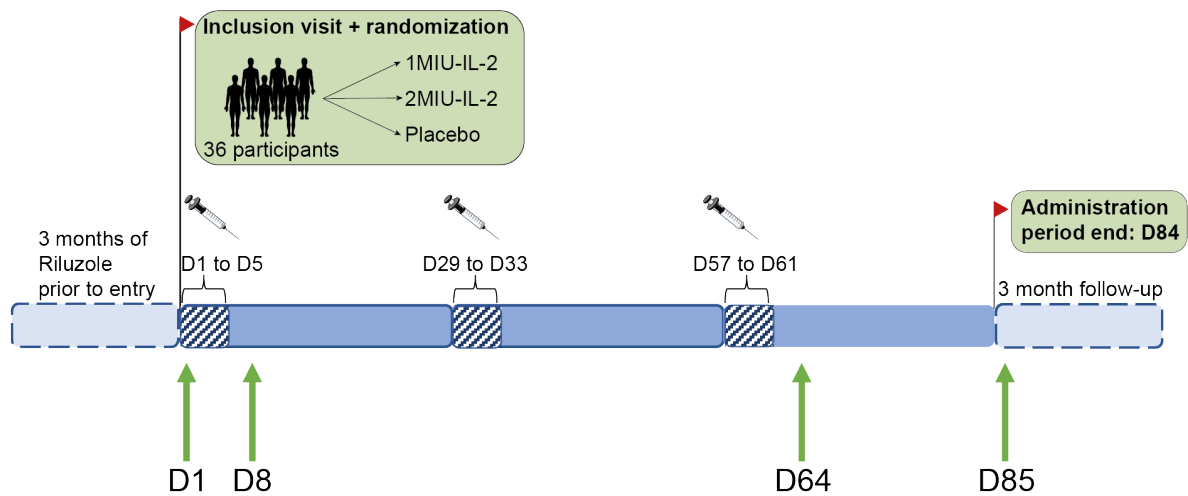 Inclusion visit + randomization
1MIU-IL-2
2MIU-IL-2
Placebo
36 participants
Administration
period end: D84
3 months of
Riluzole
prior to entry
D1 to D5
D29 to D33
D57 to D61
3 month follow-up
D1
D8
D64
D85